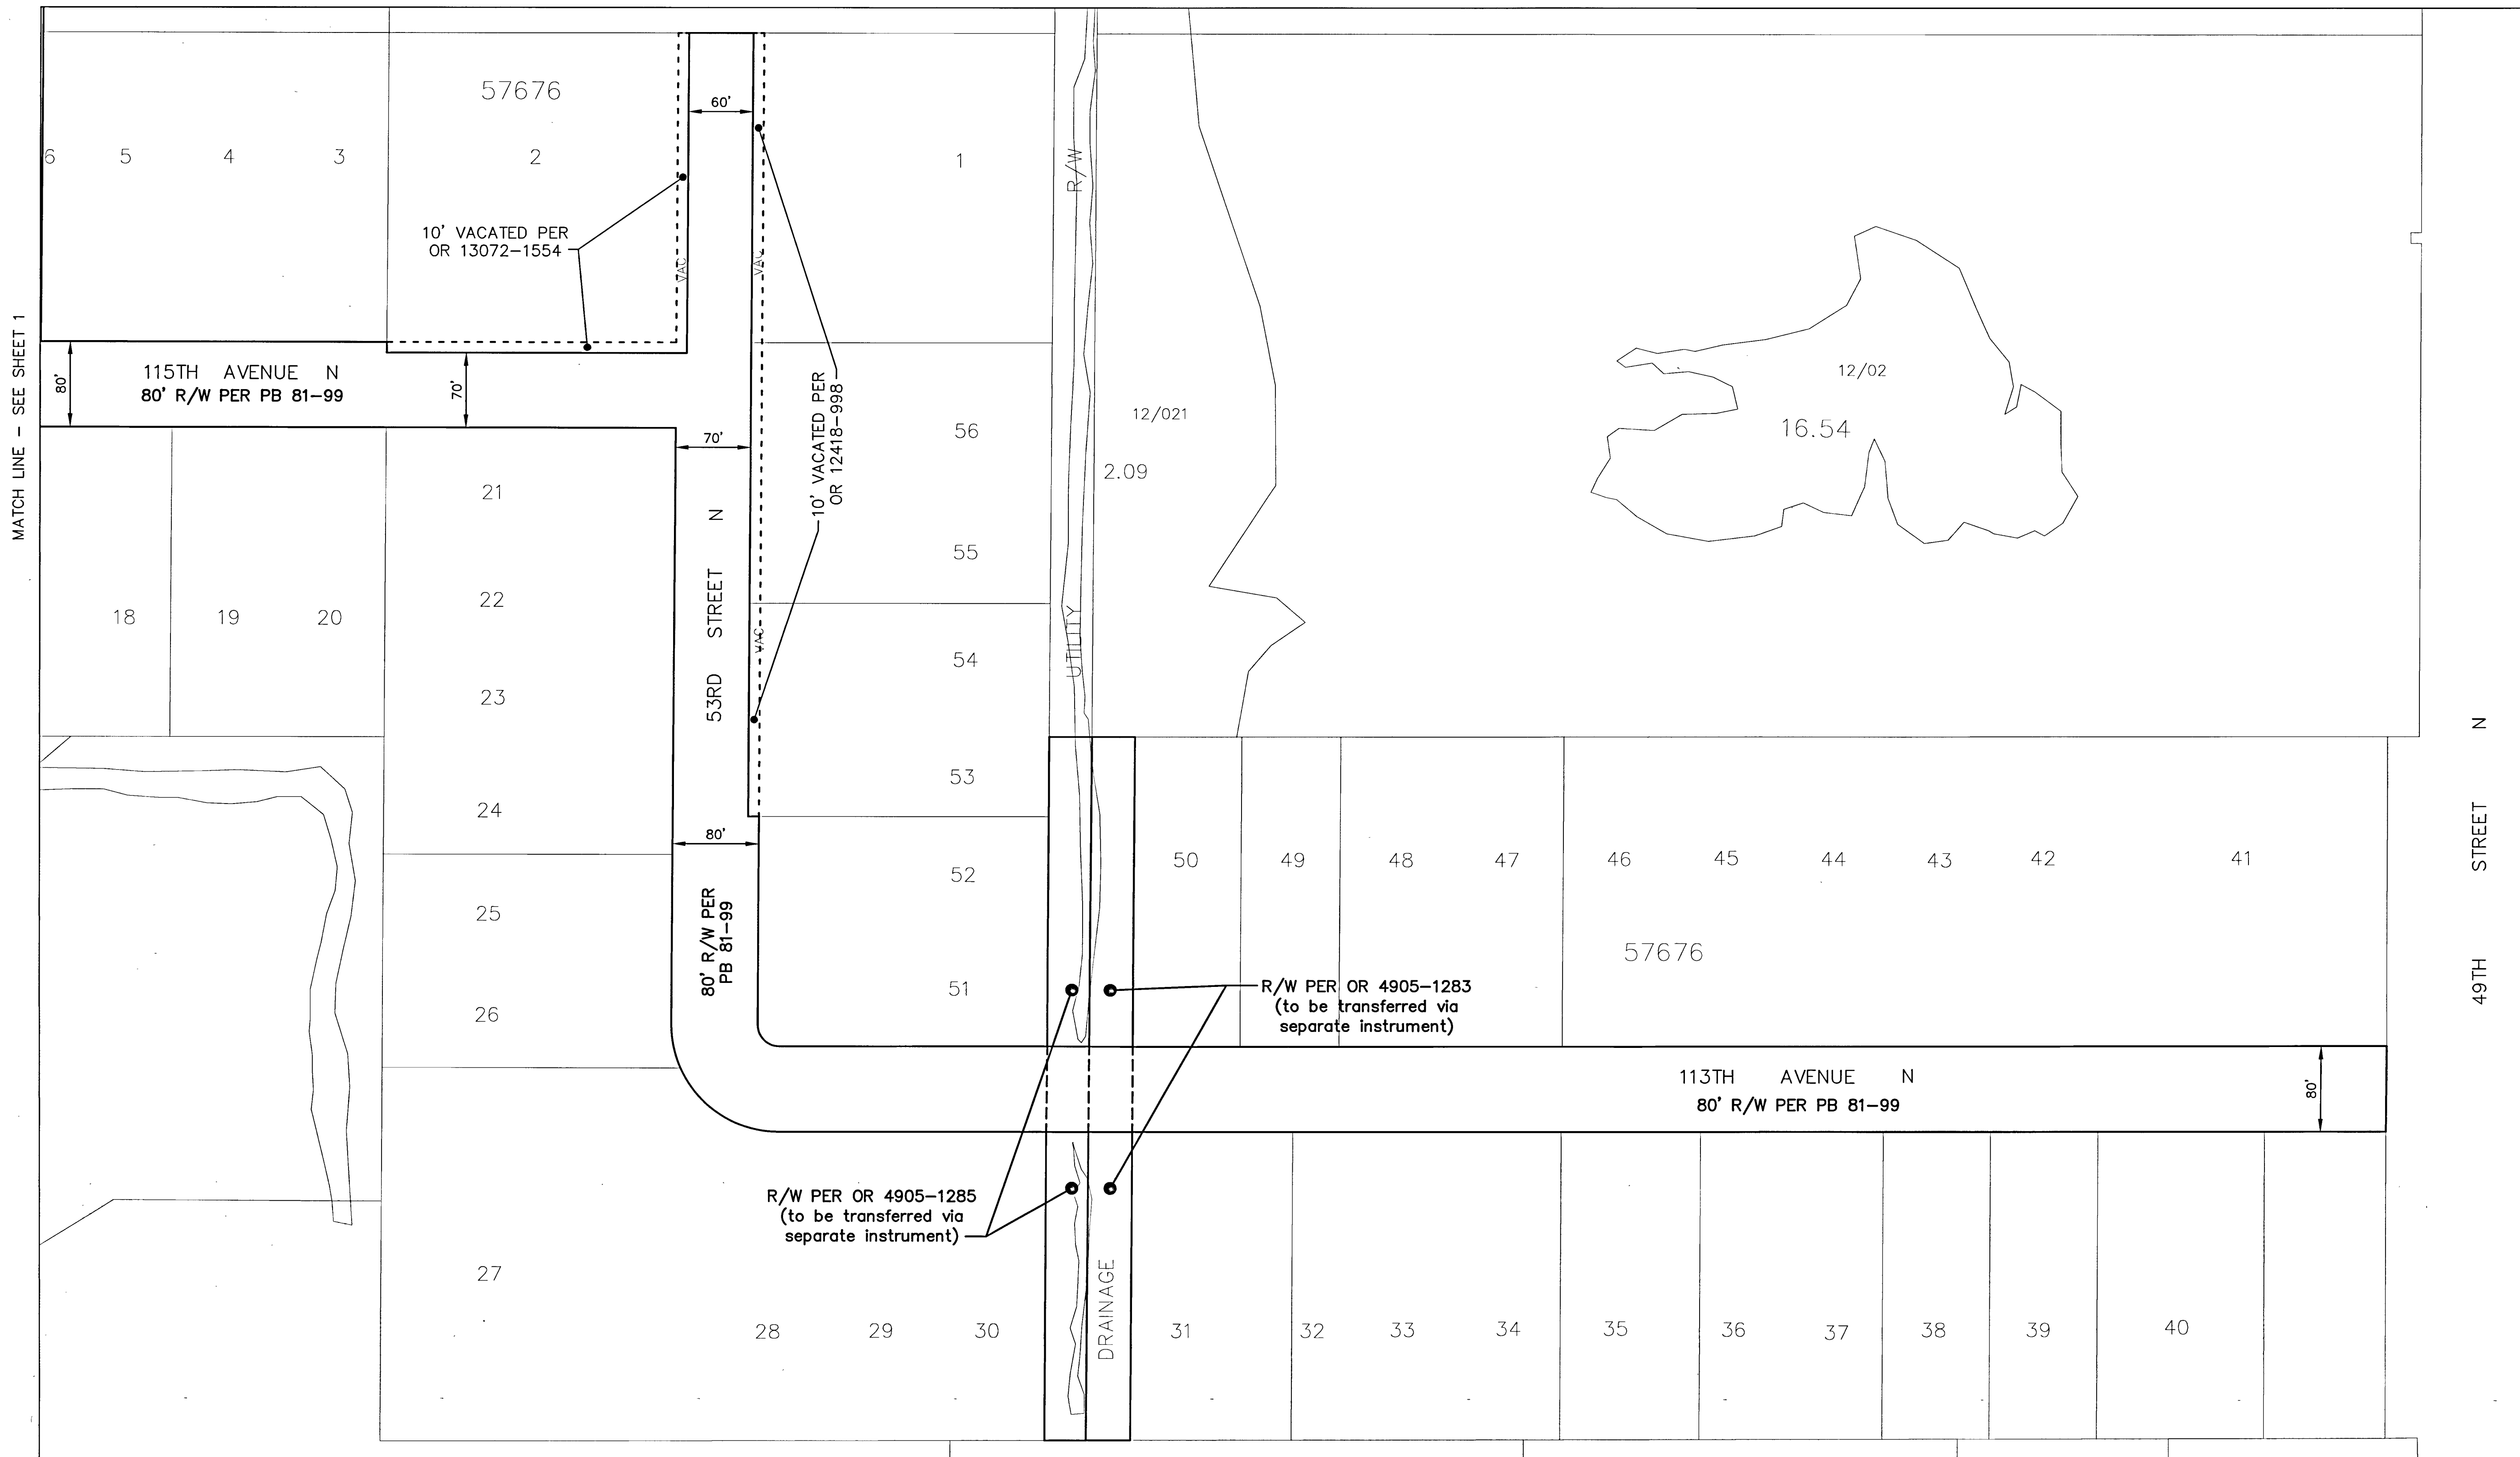 MATCH LINE - SEE SHEET 1
57676
6 5 4 3 2 1
60'
R/W
10' VACATED PER
OR 13072-1554
VAC
VAC
80'
115TH AVENUE N
80' R/W PER PB 81-99
70'
70'
10' VACATED PER
OR 12418-998
12/021
2.09
12/02
16.54
56
55
54
53
52
51
21
22
23
24
25
26
27
18 19 20
53RD STREET N
VAC
UTILITY
80'
80' R/W PER
PB 81-99
50 49 48 47 46 45 44 43 42 41
57676
49TH STREET N
R/W PER OR 4905-1283
(to be transferred via
separate instrument)
113TH AVENUE N
80' R/W PER PB 81-99
80'
R/W PER OR 4905-1285
(to be transferred via
separate instrument)
DRAINAGE
28 29 30 31 32 33 34 35 36 37 38 39 40